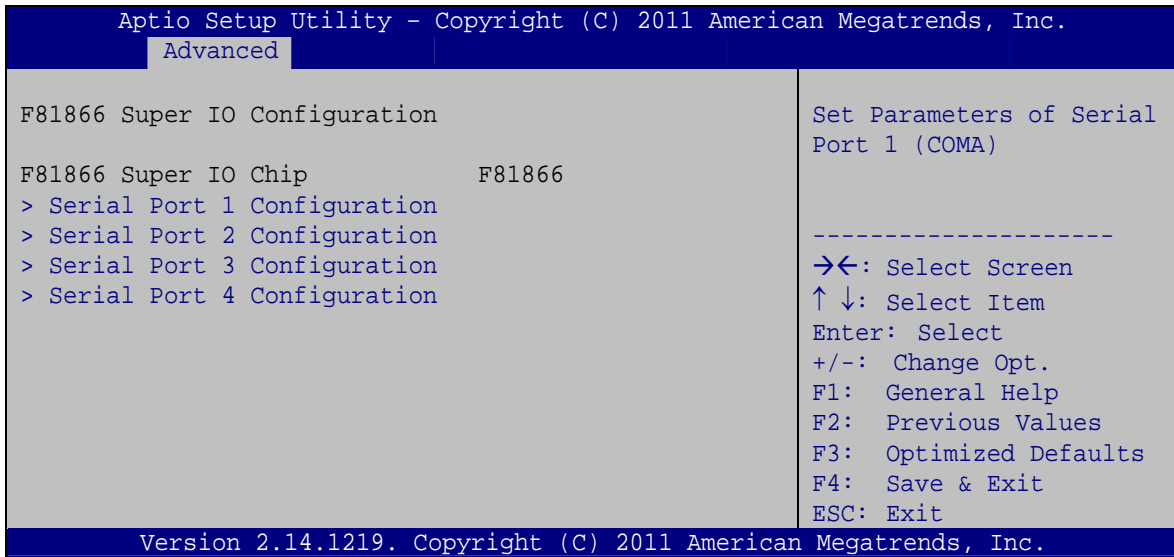 Aptio Setup Utility – Copyright (C) 2011 American Megatrends, Inc.
Advanced
F81866 Super IO Configuration
F81866 Super IO Chip F81866
> Serial Port 1 Configuration
> Serial Port 2 Configuration
> Serial Port 3 Configuration
> Serial Port 4 Configuration
Set Parameters of Serial
Port 1 (COMA)
---------------------
→←: Select Screen
↑ ↓: Select Item
Enter: Select
+/-: Change Opt.
F1: General Help
F2: Previous Values
F3: Optimized Defaults
F4: Save & Exit
ESC: Exit
Version 2.14.1219. Copyright (C) 2011 American Megatrends, Inc.